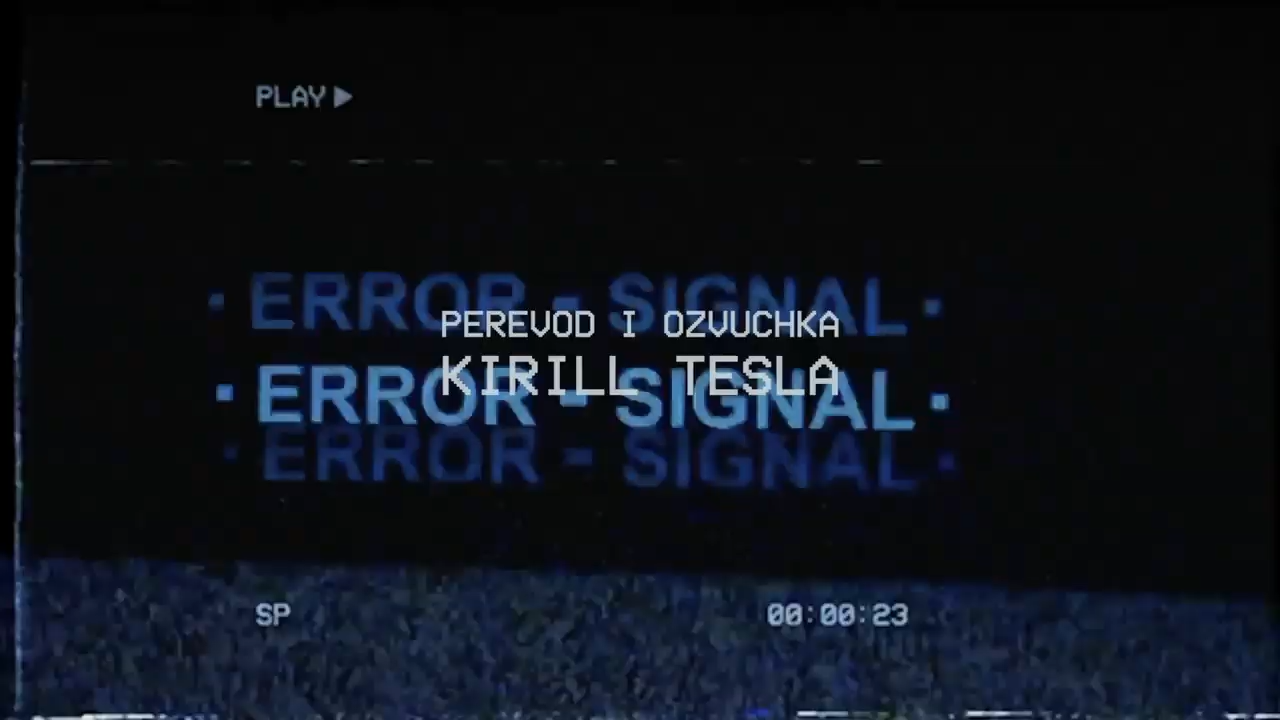 PLAY ▶
· ERROR - SIGNAL ·
PEREVOD I OZVUCHKA
KIRILL TESLA
· ERROR - SIGNAL ·
· ERROR - SIGNAL ·
SP
00:00:23